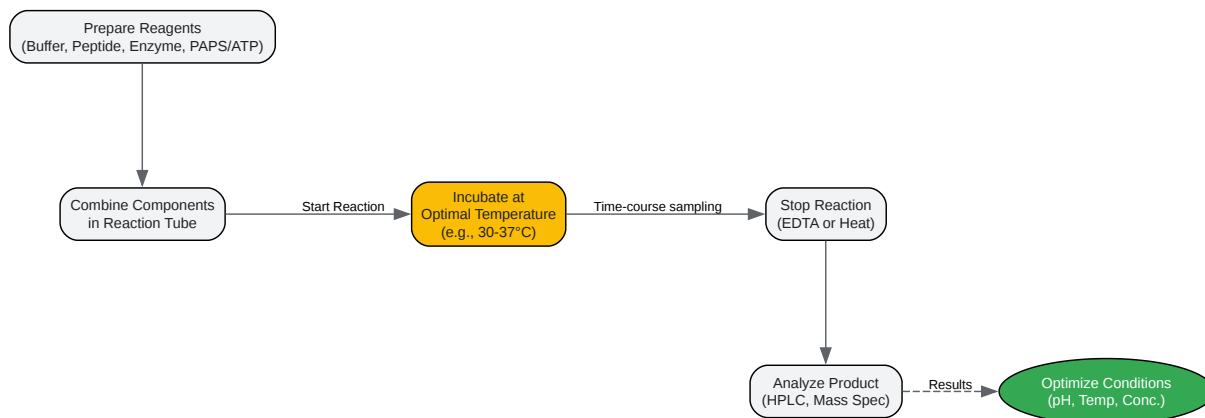 Prepare Reagents
(Buffer, Peptide, Enzyme, PAPS/ATP)
Combine Components
in Reaction Tube
Start Reaction
Incubate at
Optimal Temperature
(e.g., 30-37°C)
Time-course sampling
Stop Reaction
(EDTA or Heat)
Analyze Product
(HPLC, Mass Spec)
Results
Optimize Conditions
(pH, Temp, Conc.)